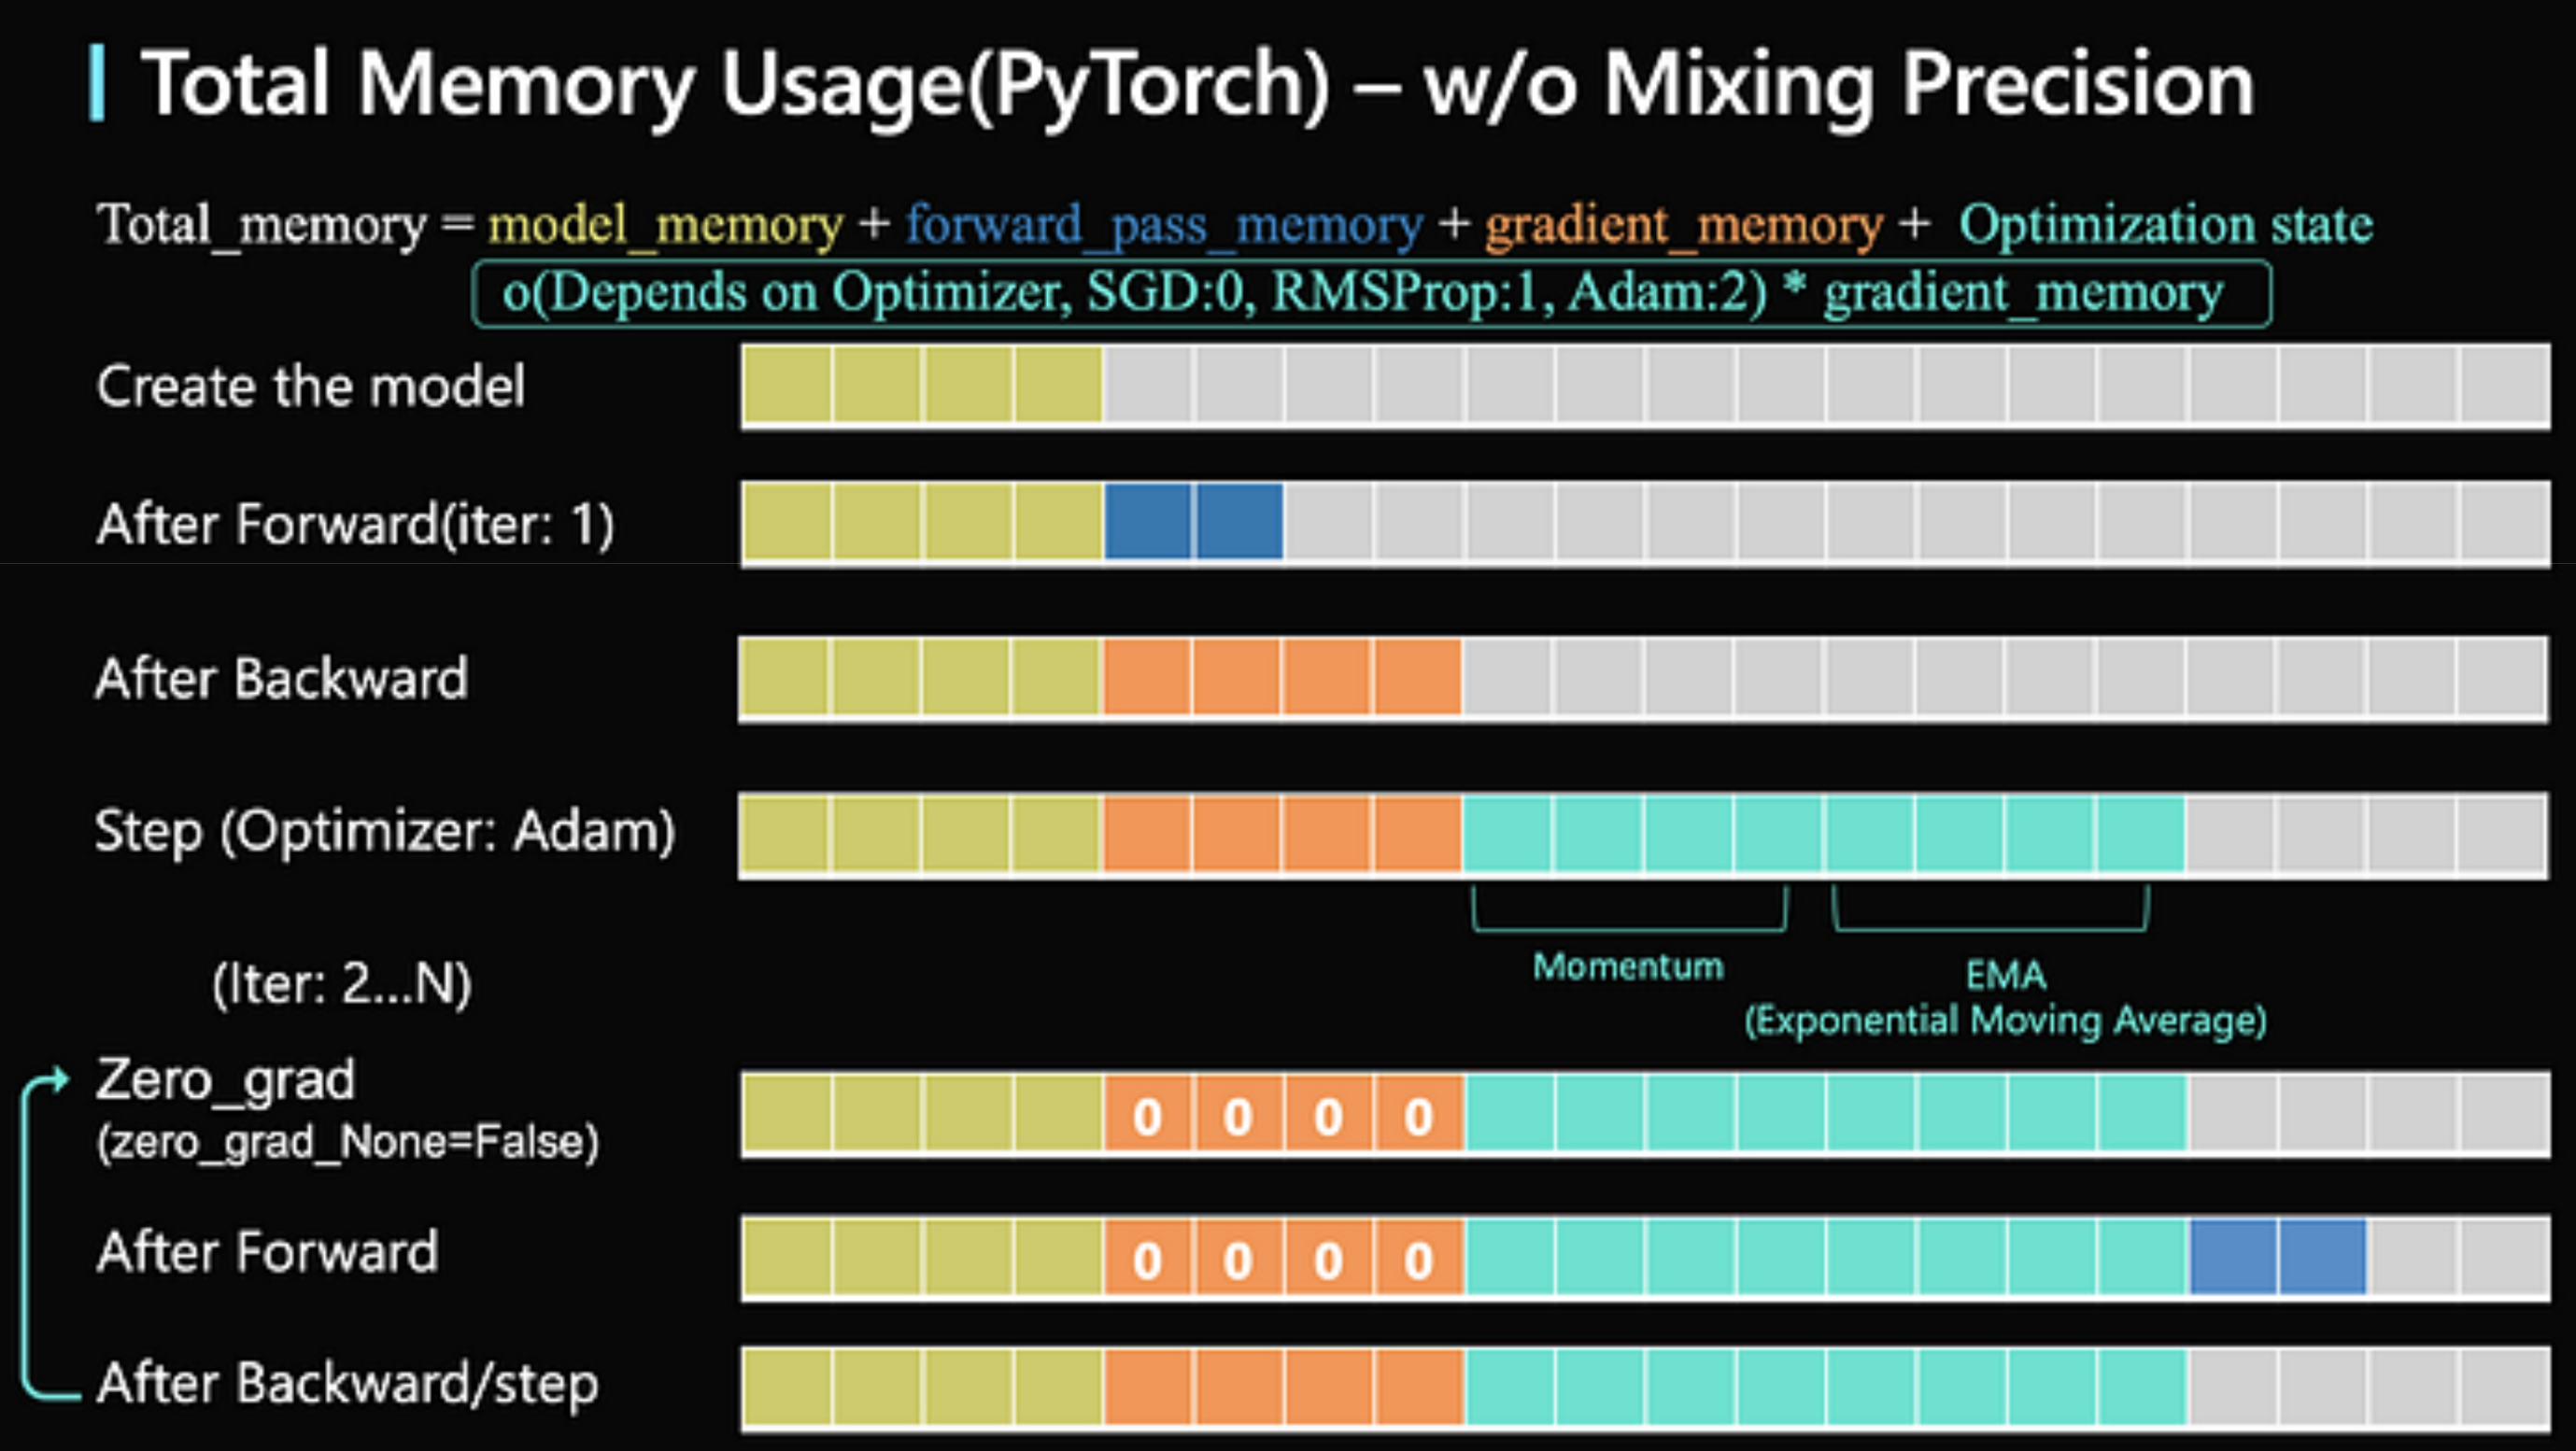 Total Memory Usage(PyTorch) – w/o Mixing Precision
Total_memory = model_memory + forward_pass_memory + gradient_memory + Optimization state
o(Depends on Optimizer, SGD:0, RMSProp:1, Adam:2) * gradient_memory
Create the model
After Forward(iter: 1)
After Backward
Step (Optimizer: Adam)
Momentum
EMA
(Exponential Moving Average)
(Iter: 2...N)
Zero_grad
(zero_grad_None=False)
0 0 0 0
After Forward
0 0 0 0
After Backward/step